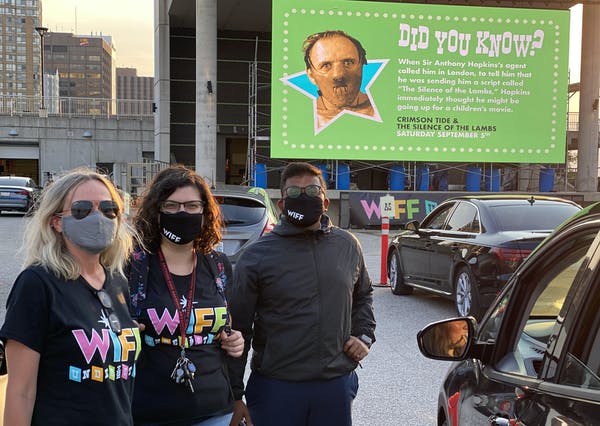 DID YOU KNOW?
When Sir Anthony Hopkins's agent
called him in London, to tell him that
he was sending him a script called
"The Silence of the Lambs," Hopkins
immediately thought he might be
going up for a children's movie.
CRIMSON TIDE &
THE SILENCE OF THE LAMBS
SATURDAY SEPTEMBER 5TH
WIFF
WIFF
WIFF
WIFF
WIFF